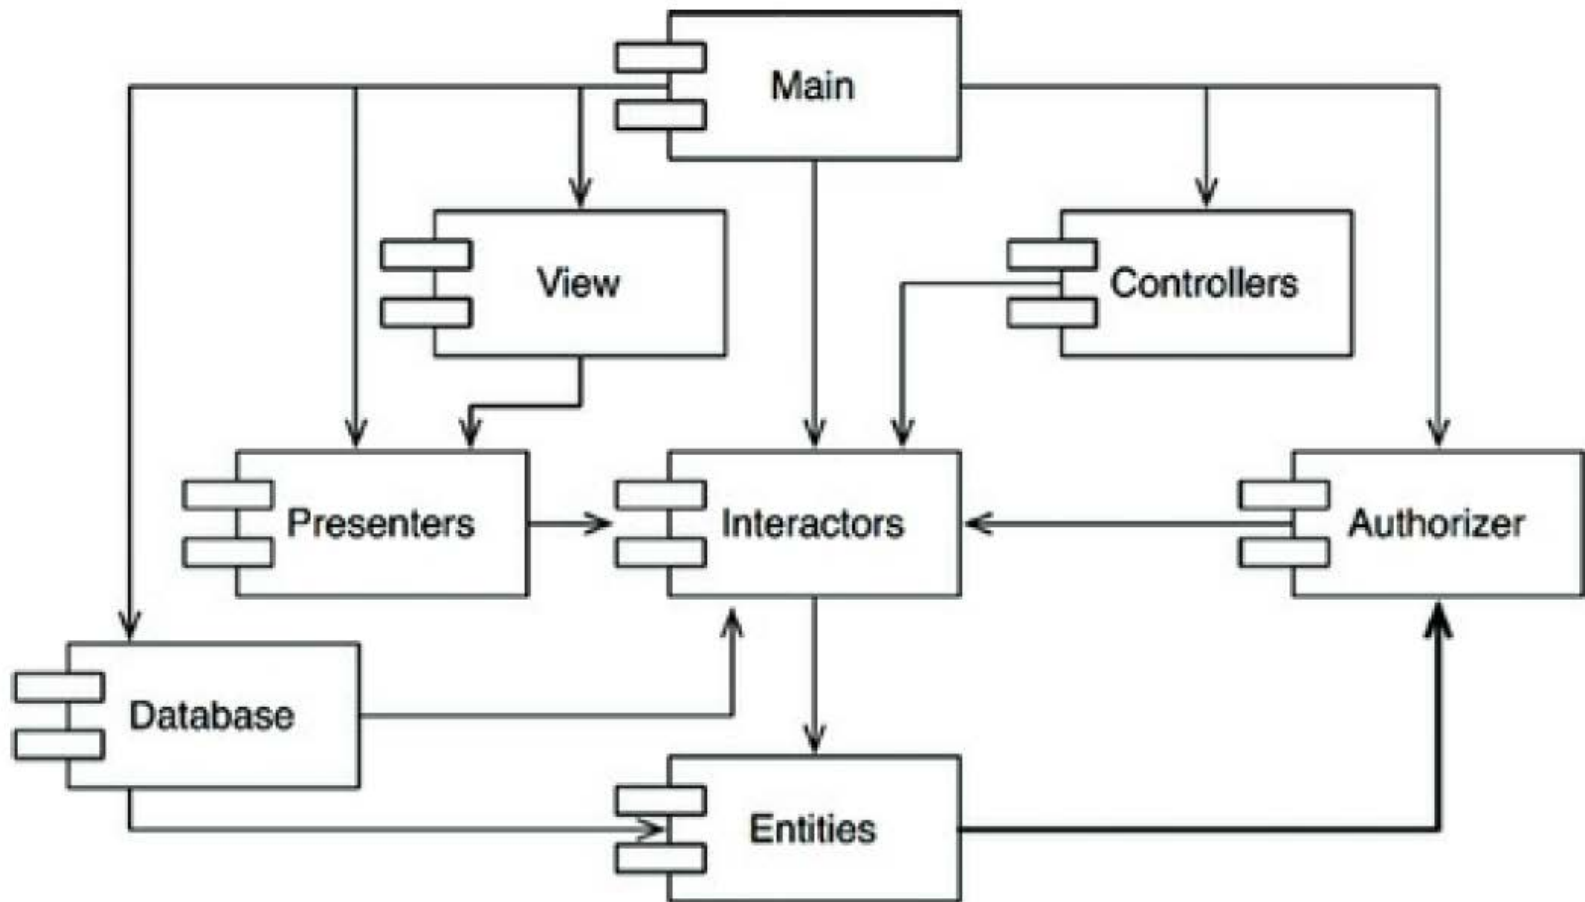 Main
View
Controllers
Presenters
Interactors
Authorizer
Database
Entities